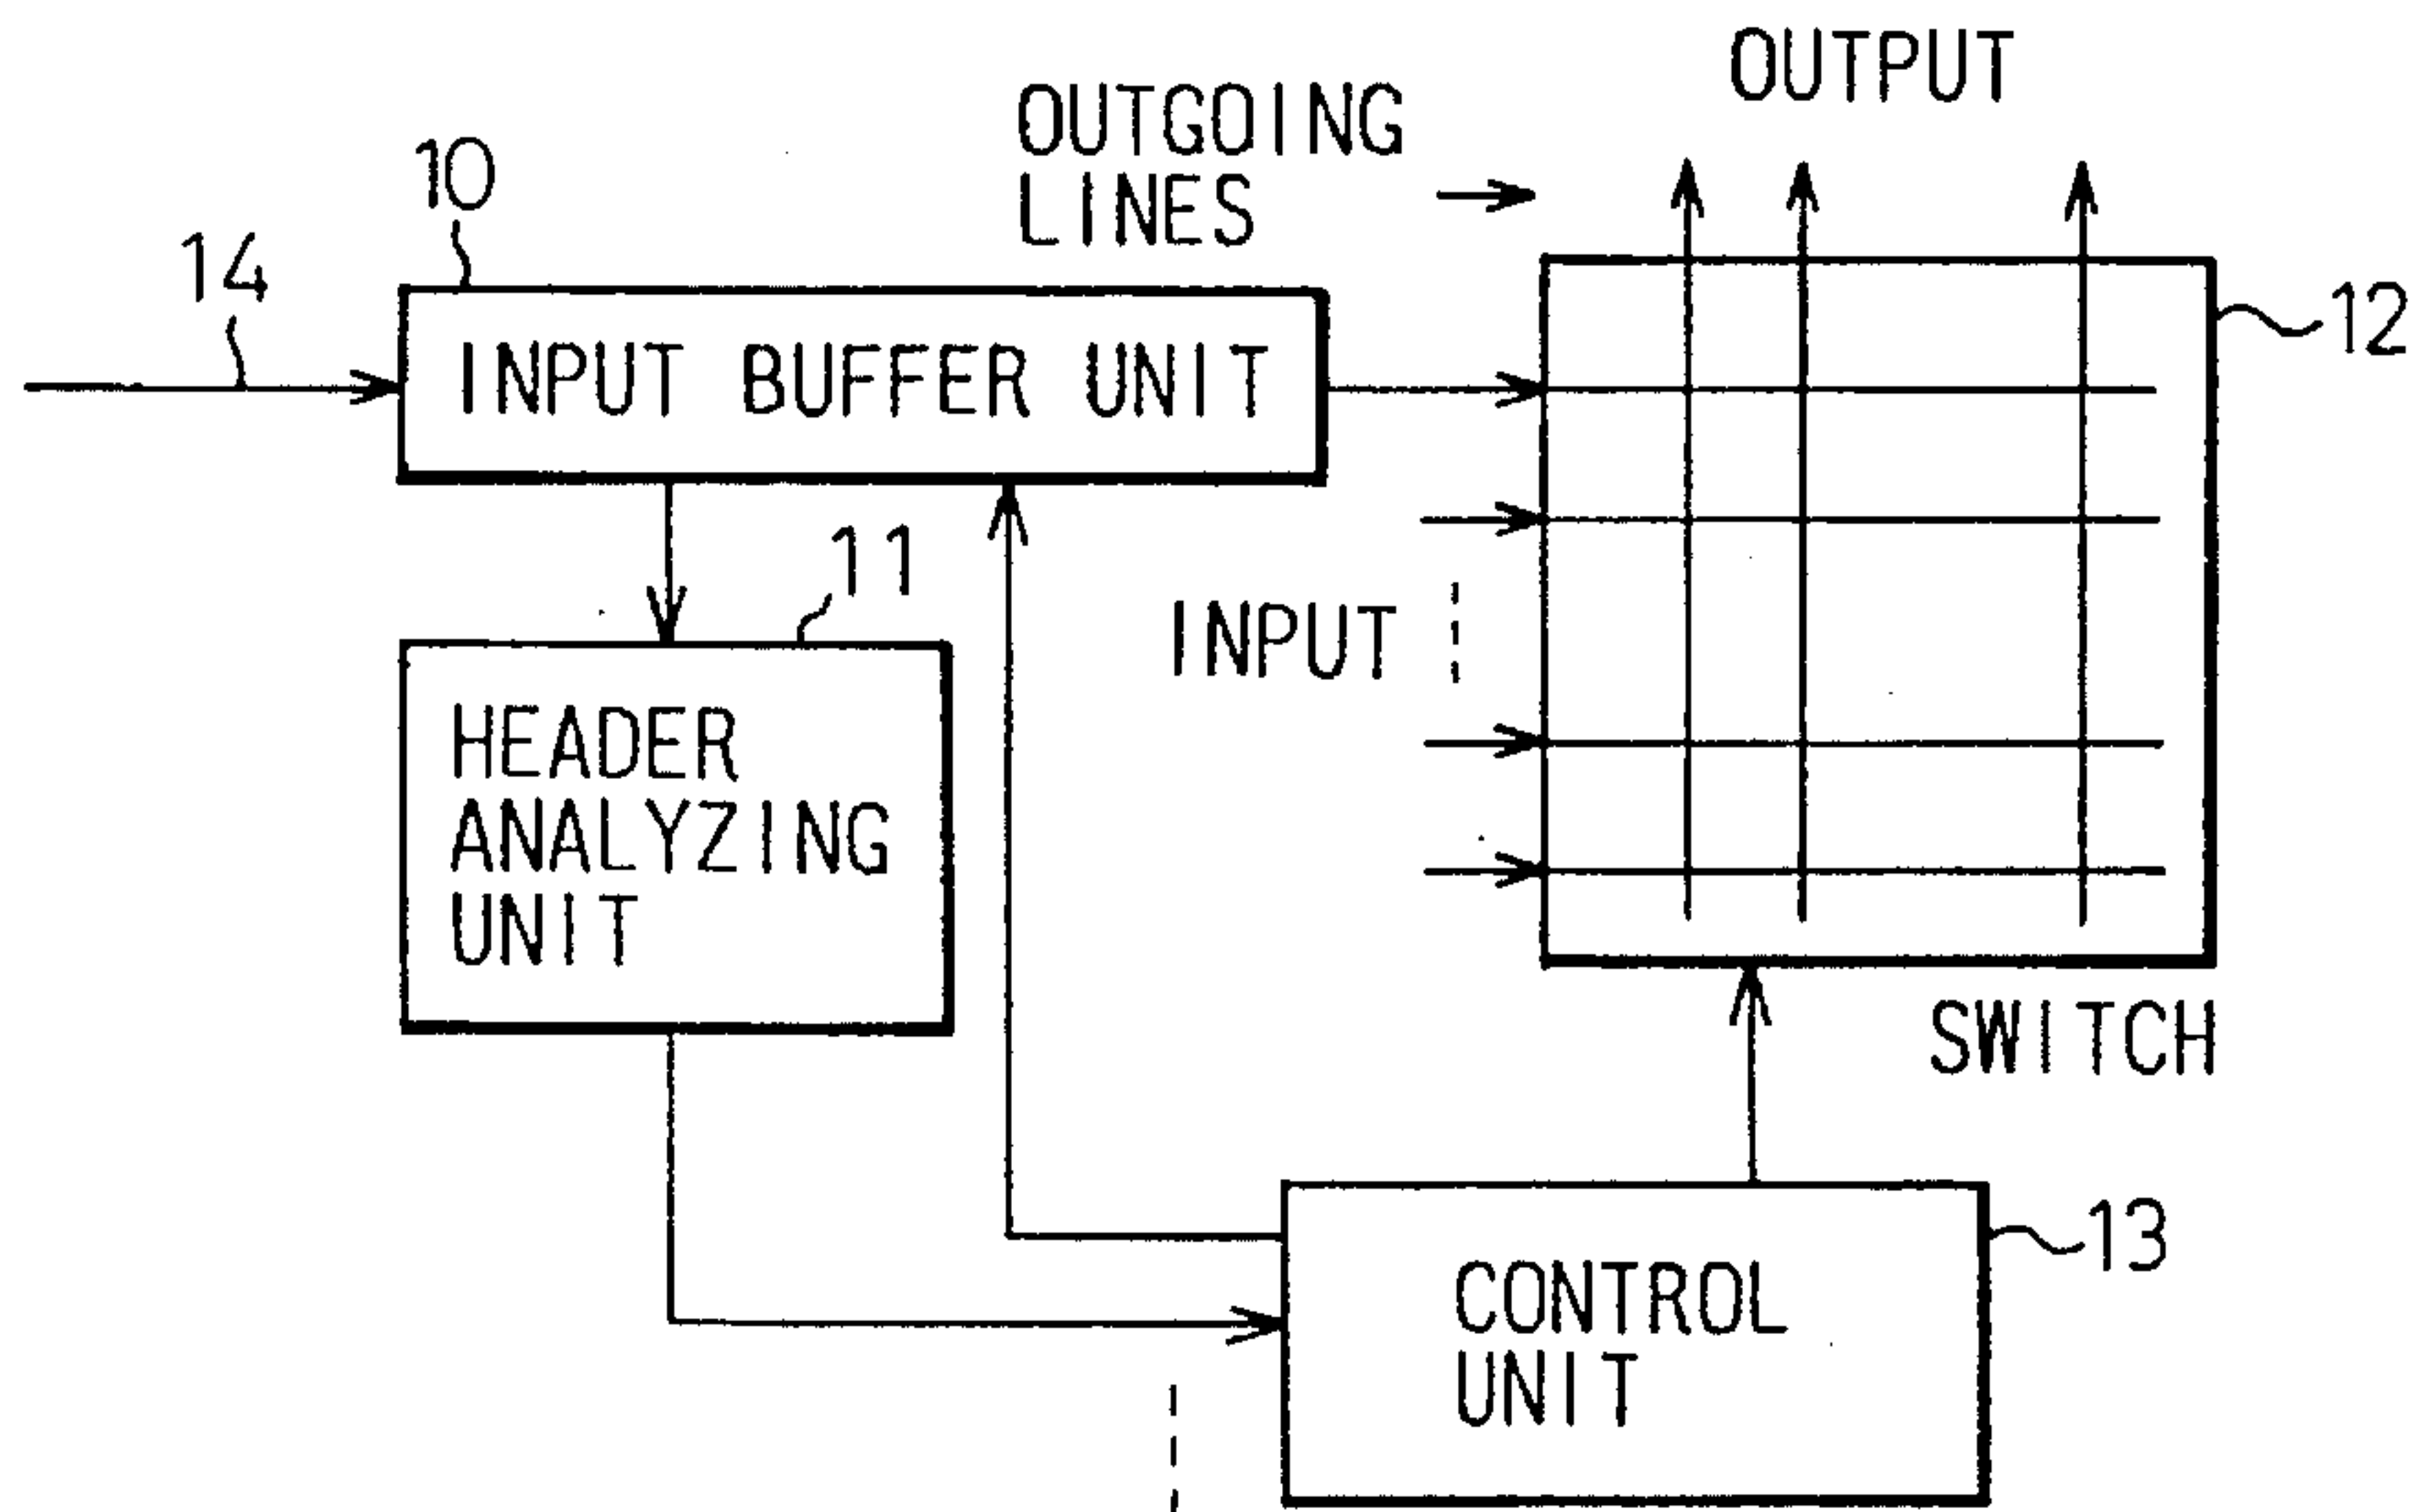 OUTPUT
OUTGOING
LINES
10
14
12
INPUT BUFFER UNIT
11
INPUT
HEADER
ANALYZING
UNIT
SWITCH
13
CONTROL
UNIT